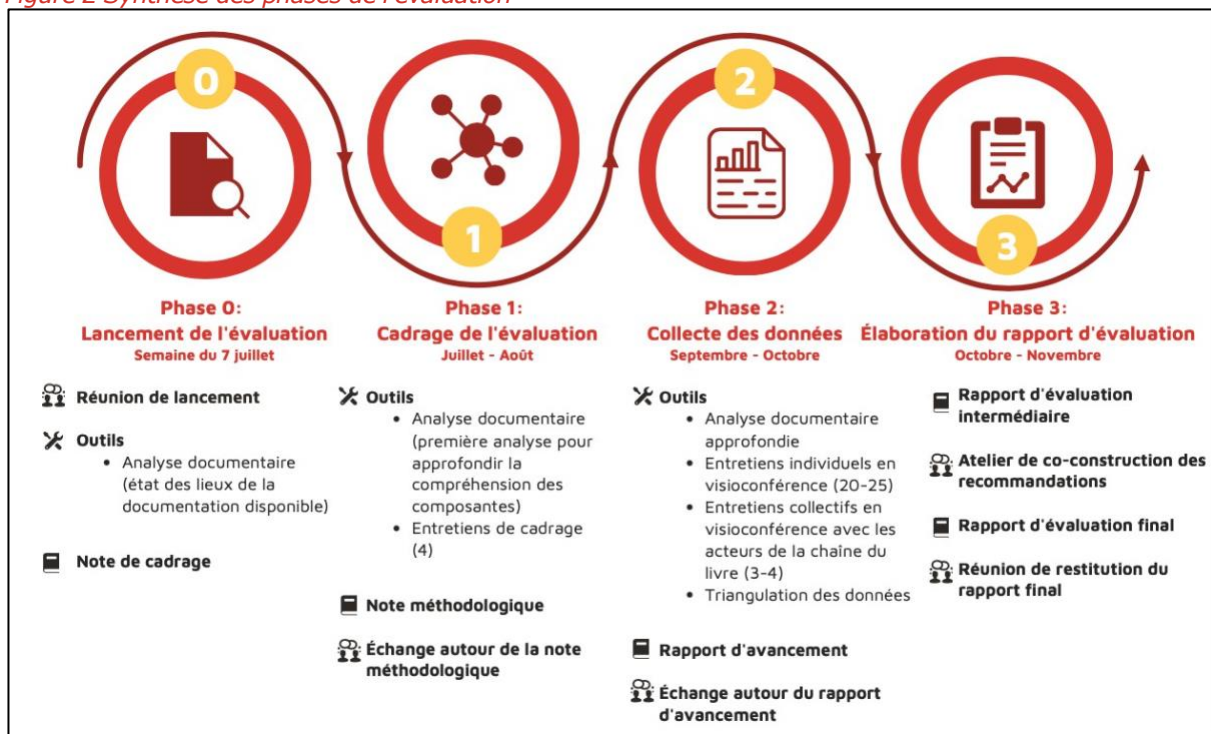 Figure 2 Synthèse des phases de l'évaluation
0
1
2
3
Phase 0:
Lancement de l'évaluation
Semaine du 7 juillet
Réunion de lancement
Outils
• Analyse documentaire
(état des lieux de la
documentation disponible)
Note de cadrage
Phase 1:
Cadrage de l'évaluation
Juillet - Août
Outils
• Analyse documentaire
(première analyse pour
approfondir la
compréhension des
composantes)
• Entretiens de cadrage
(4)
Note méthodologique
Échange autour de la note
méthodologique
Phase 2:
Collecte des données
Septembre - Octobre
Outils
• Analyse documentaire
approfondie
• Entretiens individuels en
visioconférence (20-25)
• Entretiens collectifs en
visioconférence avec les
acteurs de la chaîne du
livre (3-4)
• Triangulation des données
Rapport d'avancement
Échange autour du rapport
d'avancement
Phase 3:
Élaboration du rapport d'évaluation
Octobre - Novembre
Rapport d'évaluation
intermédiaire
Atelier de co-construction des
recommandations
Rapport d'évaluation final
Réunion de restitution du
rapport final